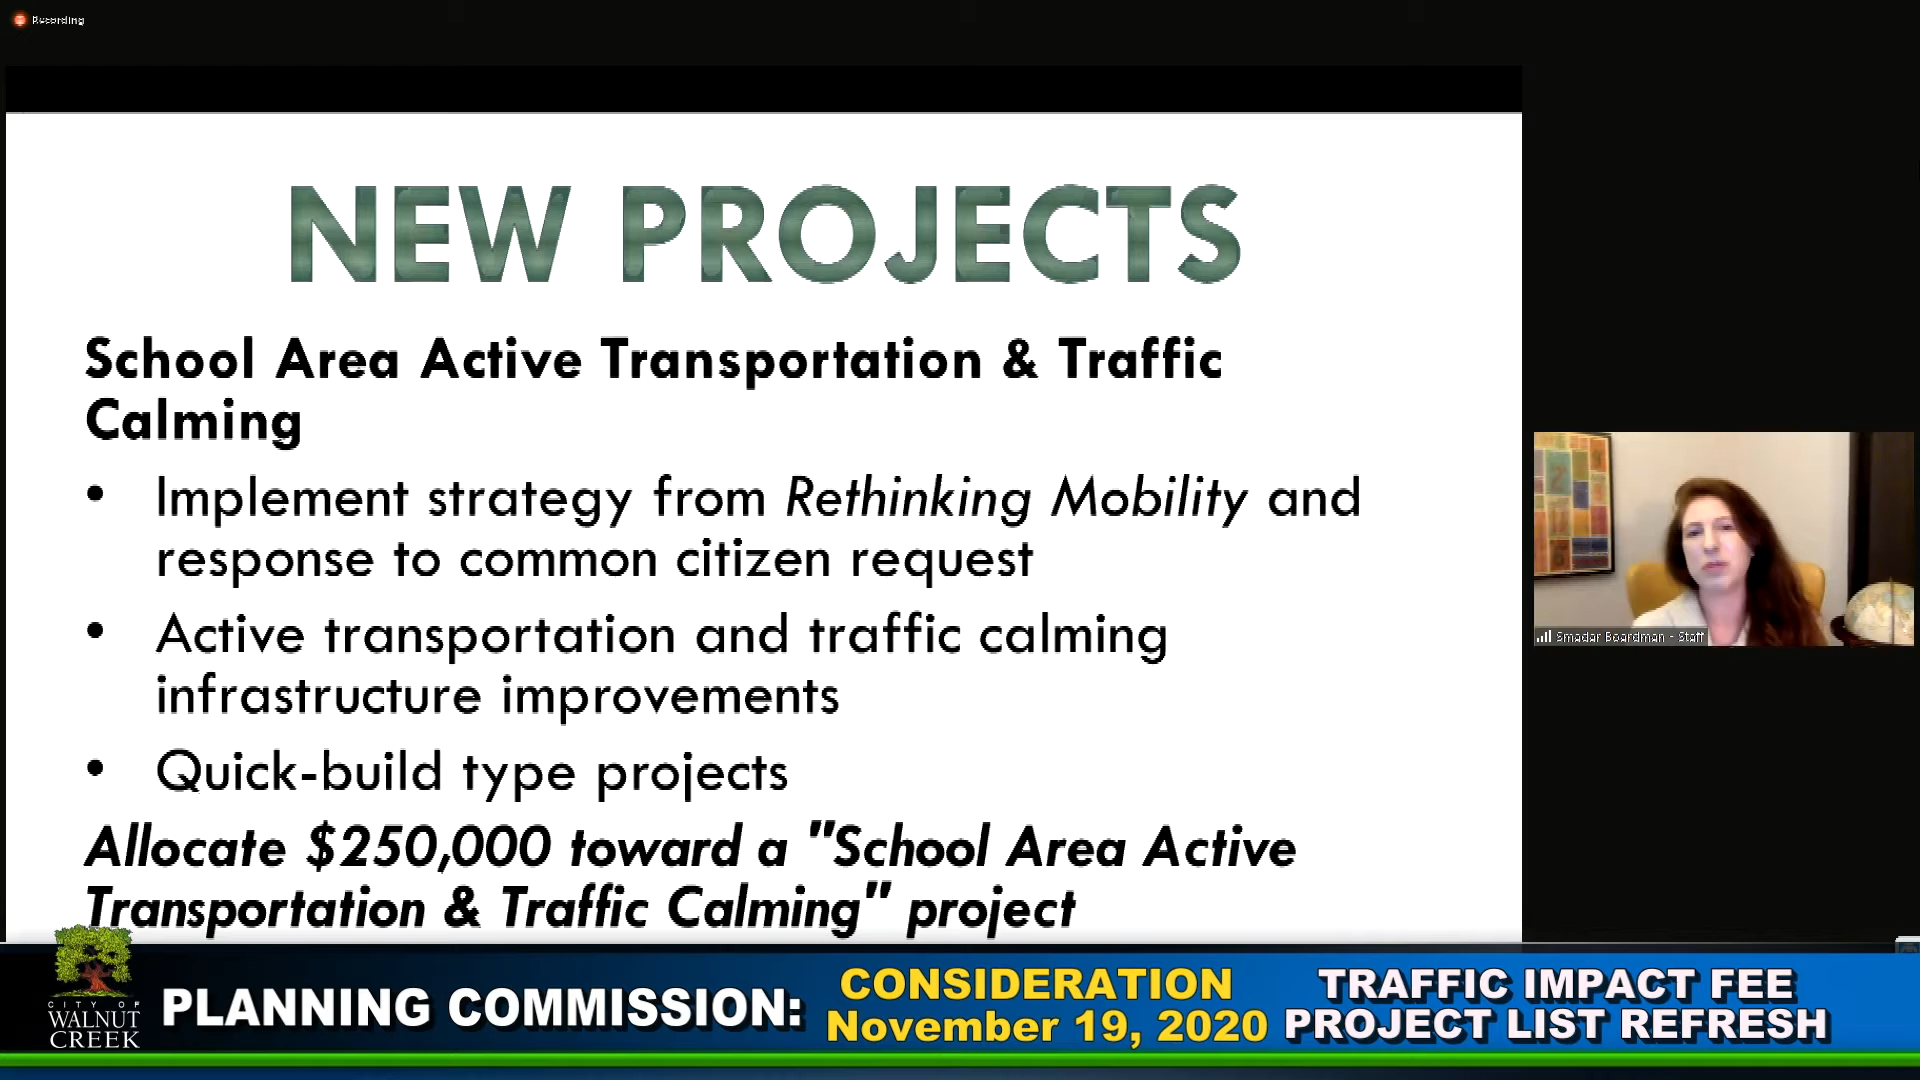 Recording
NEW PROJECTS
School Area Active Transportation & Traffic
Calming
• Implement strategy from Rethinking Mobility and
response to common citizen request
• Active transportation and traffic calming
infrastructure improvements
• Quick-build type projects
Allocate $250,000 toward a "School Area Active
Transportation & Traffic Calming" project
Smadar Boardman - Staff
CITY OF
WALNUT
CREEK
PLANNING COMMISSION:
CONSIDERATION
November 19, 2020
TRAFFIC IMPACT FEE
PROJECT LIST REFRESH